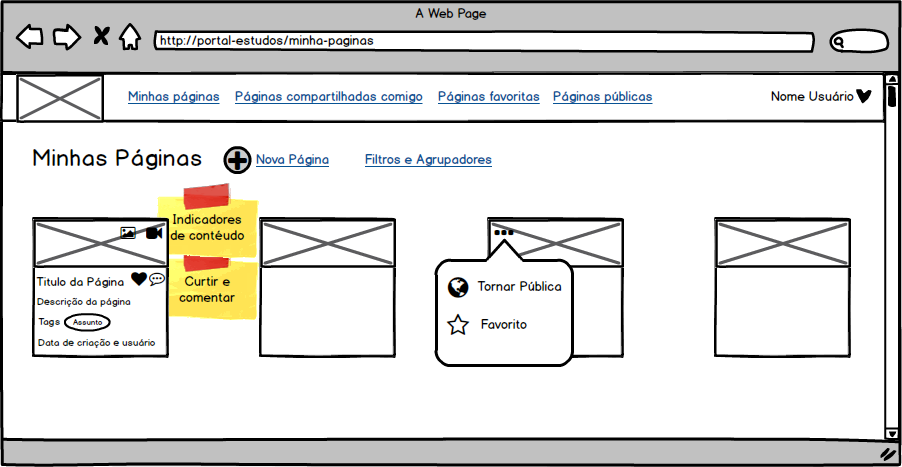 A Web Page
http://portal-estudos/minha-paginas
Minhas páginas Páginas compartilhadas comigo Páginas favoritas Páginas públicas Nome Usuário
Minhas Páginas Nova Página Filtros e Agrupadores
Indicadores
de contéudo
Titulo da Página
Descrição da página
Tags Assunto
Data de criação e usuário
Curtir e
comentar
Tornar Pública
Favorito